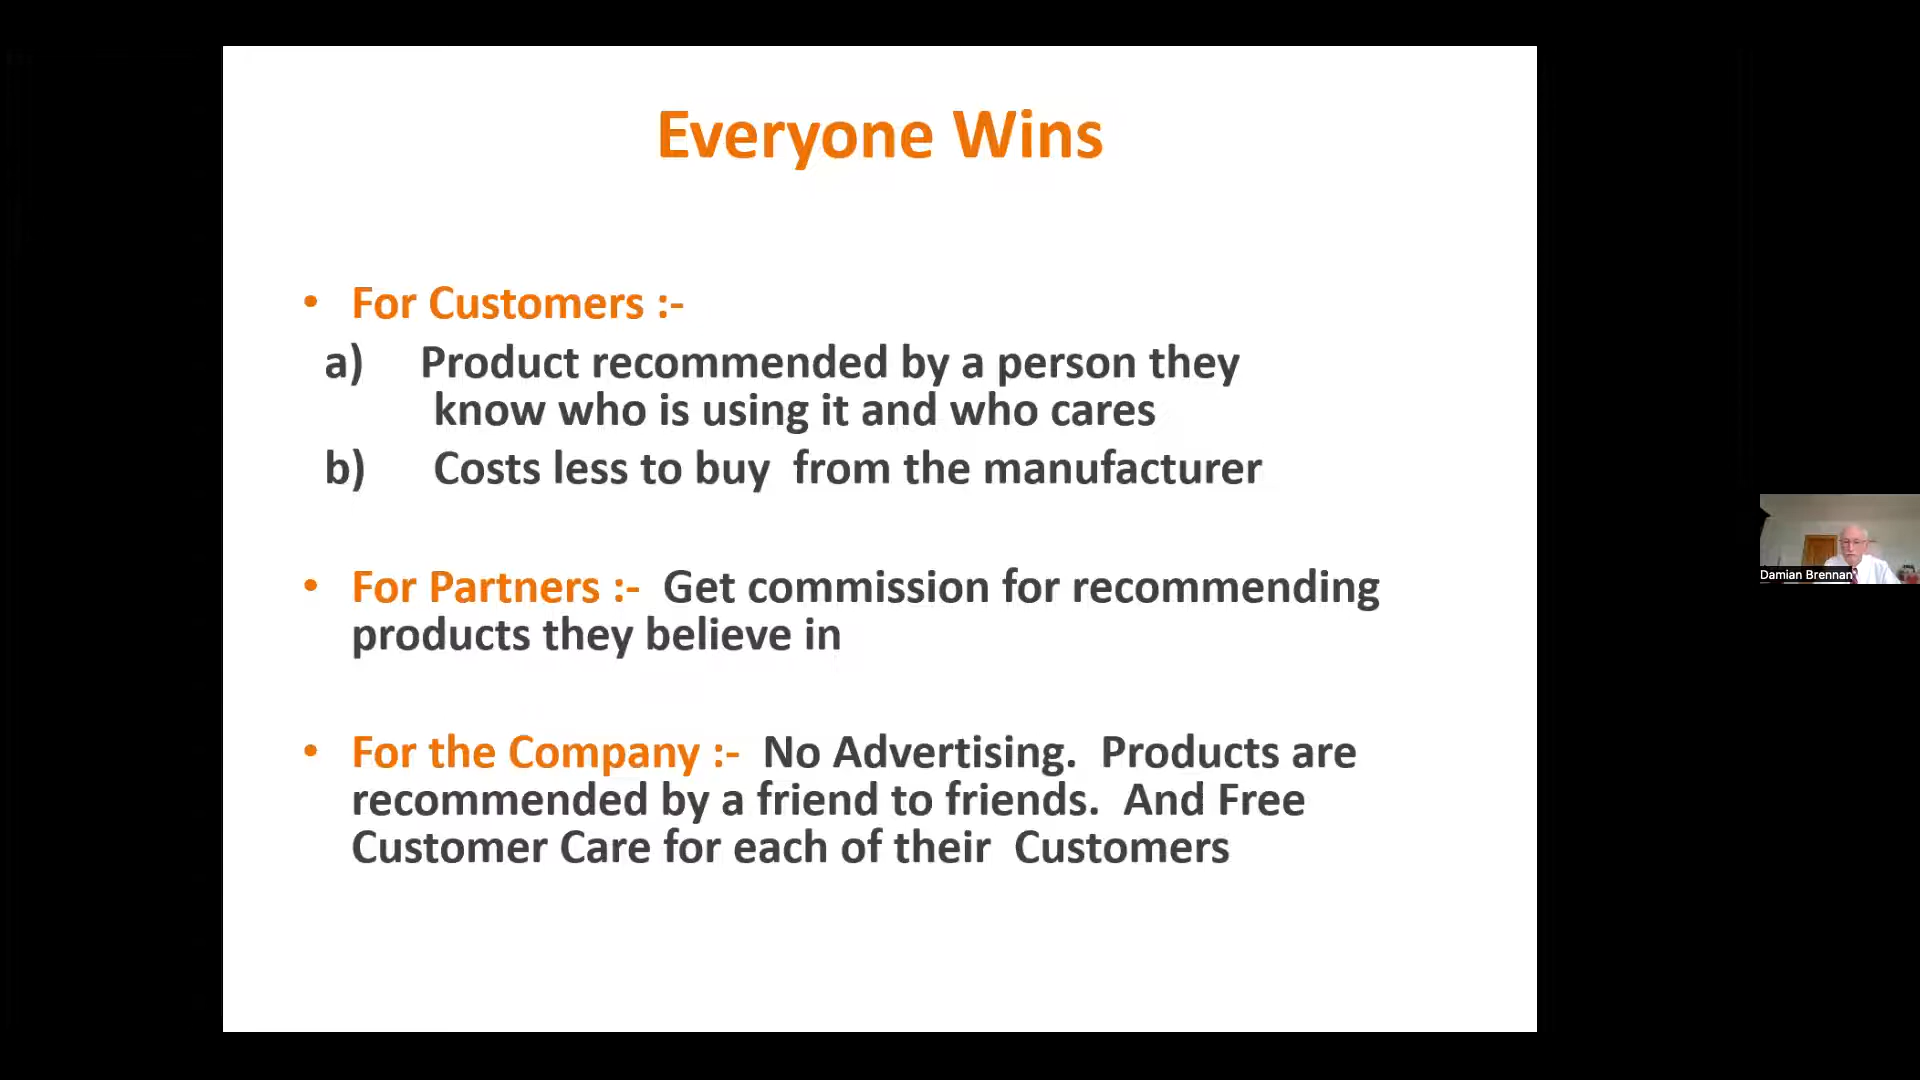 Everyone Wins
• For Customers :-
a) Product recommended by a person they
know who is using it and who cares
b) Costs less to buy from the manufacturer
• For Partners :- Get commission for recommending
products they believe in
• For the Company :- No Advertising. Products are
recommended by a friend to friends. And Free
Customer Care for each of their Customers
Damian Brennan